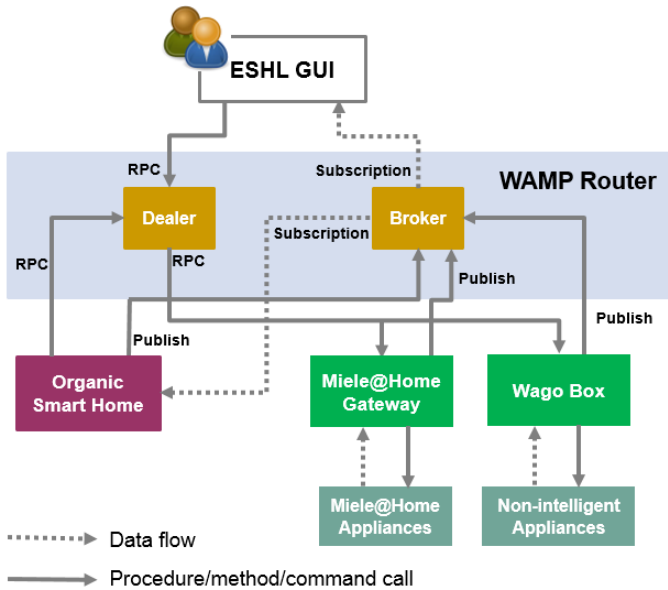 ESHL GUI
RPC
Subscription
WAMP Router
Dealer
Broker
Subscription
RPC
RPC
Publish
Publish
Publish
Organic
Smart Home
Miele@Home
Gateway
Wago Box
Miele@Home
Appliances
Non-intelligent
Appliances
Data flow
Procedure/method/command call